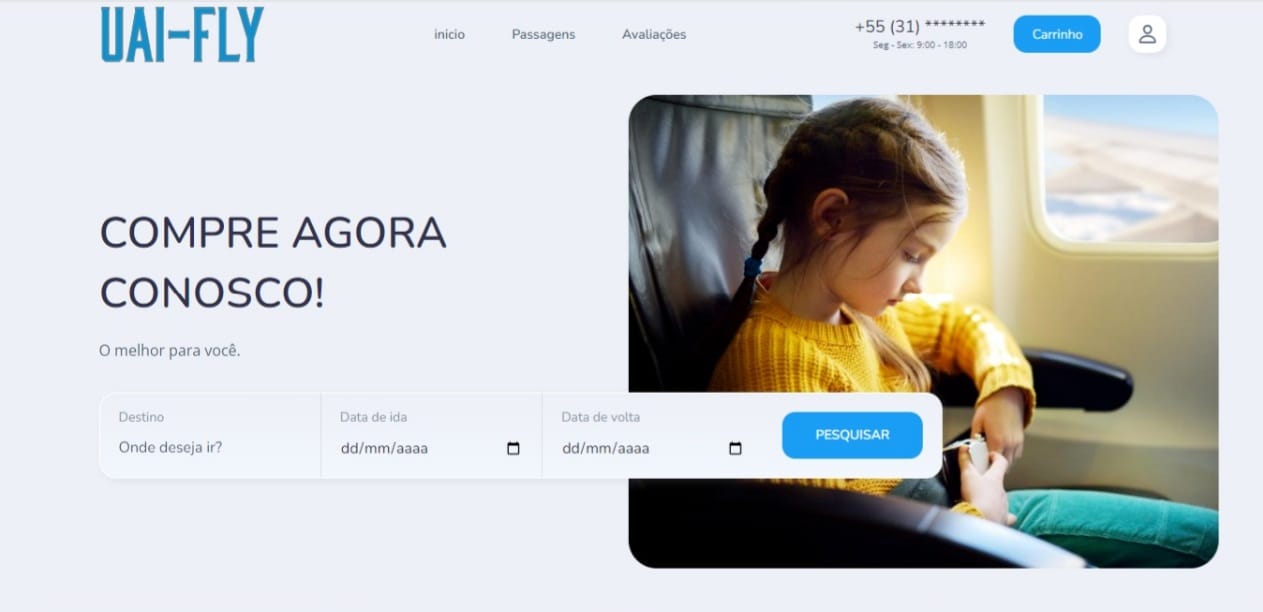 UAI-FLY
inicio Passagens Avaliações
+55 (31) ********
Seg - Sex: 9:00 - 18:00
Carrinho
COMPRE AGORA
CONOSCO!
O melhor para você.
Destino Data de ida Data de volta
Onde deseja ir? dd/mm/aaaa dd/mm/aaaa
PESQUISAR